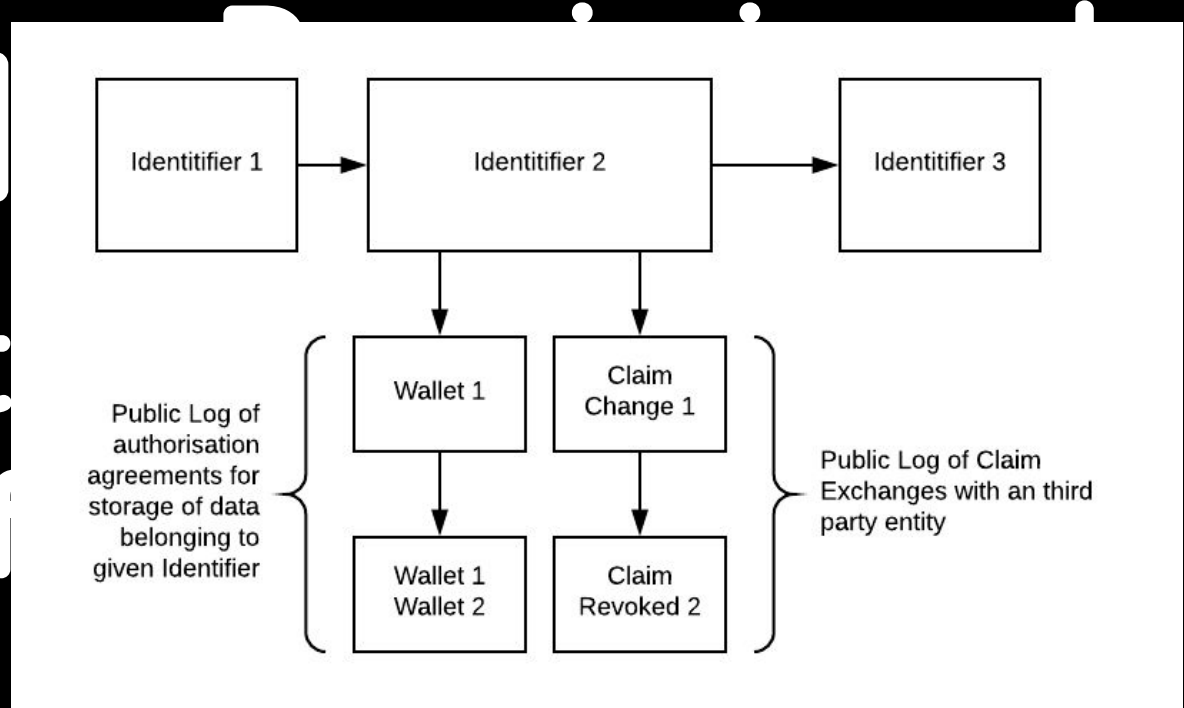 Identitifier 1
Identitifier 2
Identitifier 3
Wallet 1
Claim
Change 1
Public Log of
authorisation
agreements for
storage of data
belonging to
given Identifier
Public Log of Claim
Exchanges with an third
party entity
Wallet 1
Wallet 2
Claim
Revoked 2